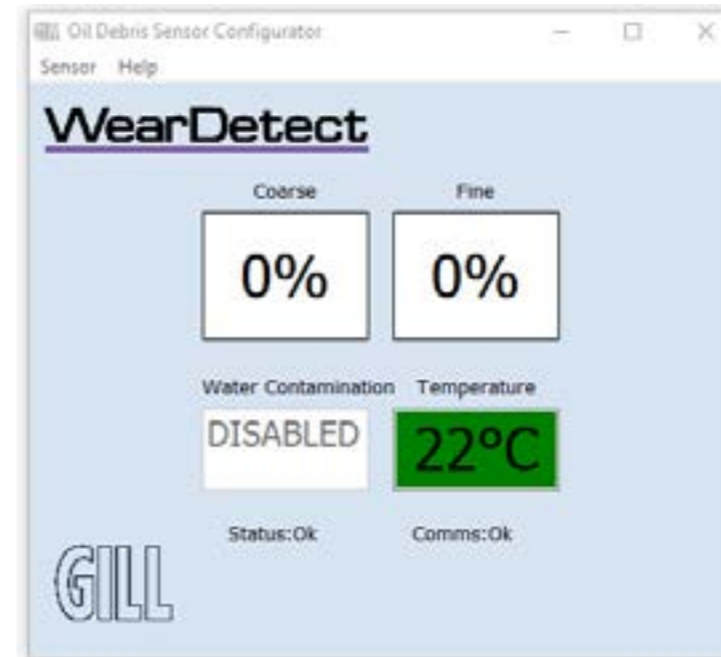 Oil Debris Sensor Configurator
Sensor Help
WearDetect
Coarse Fine
0% 0%
Water Contamination Temperature
DISABLED 22°C
Status:Ok Comms:Ok
GILL